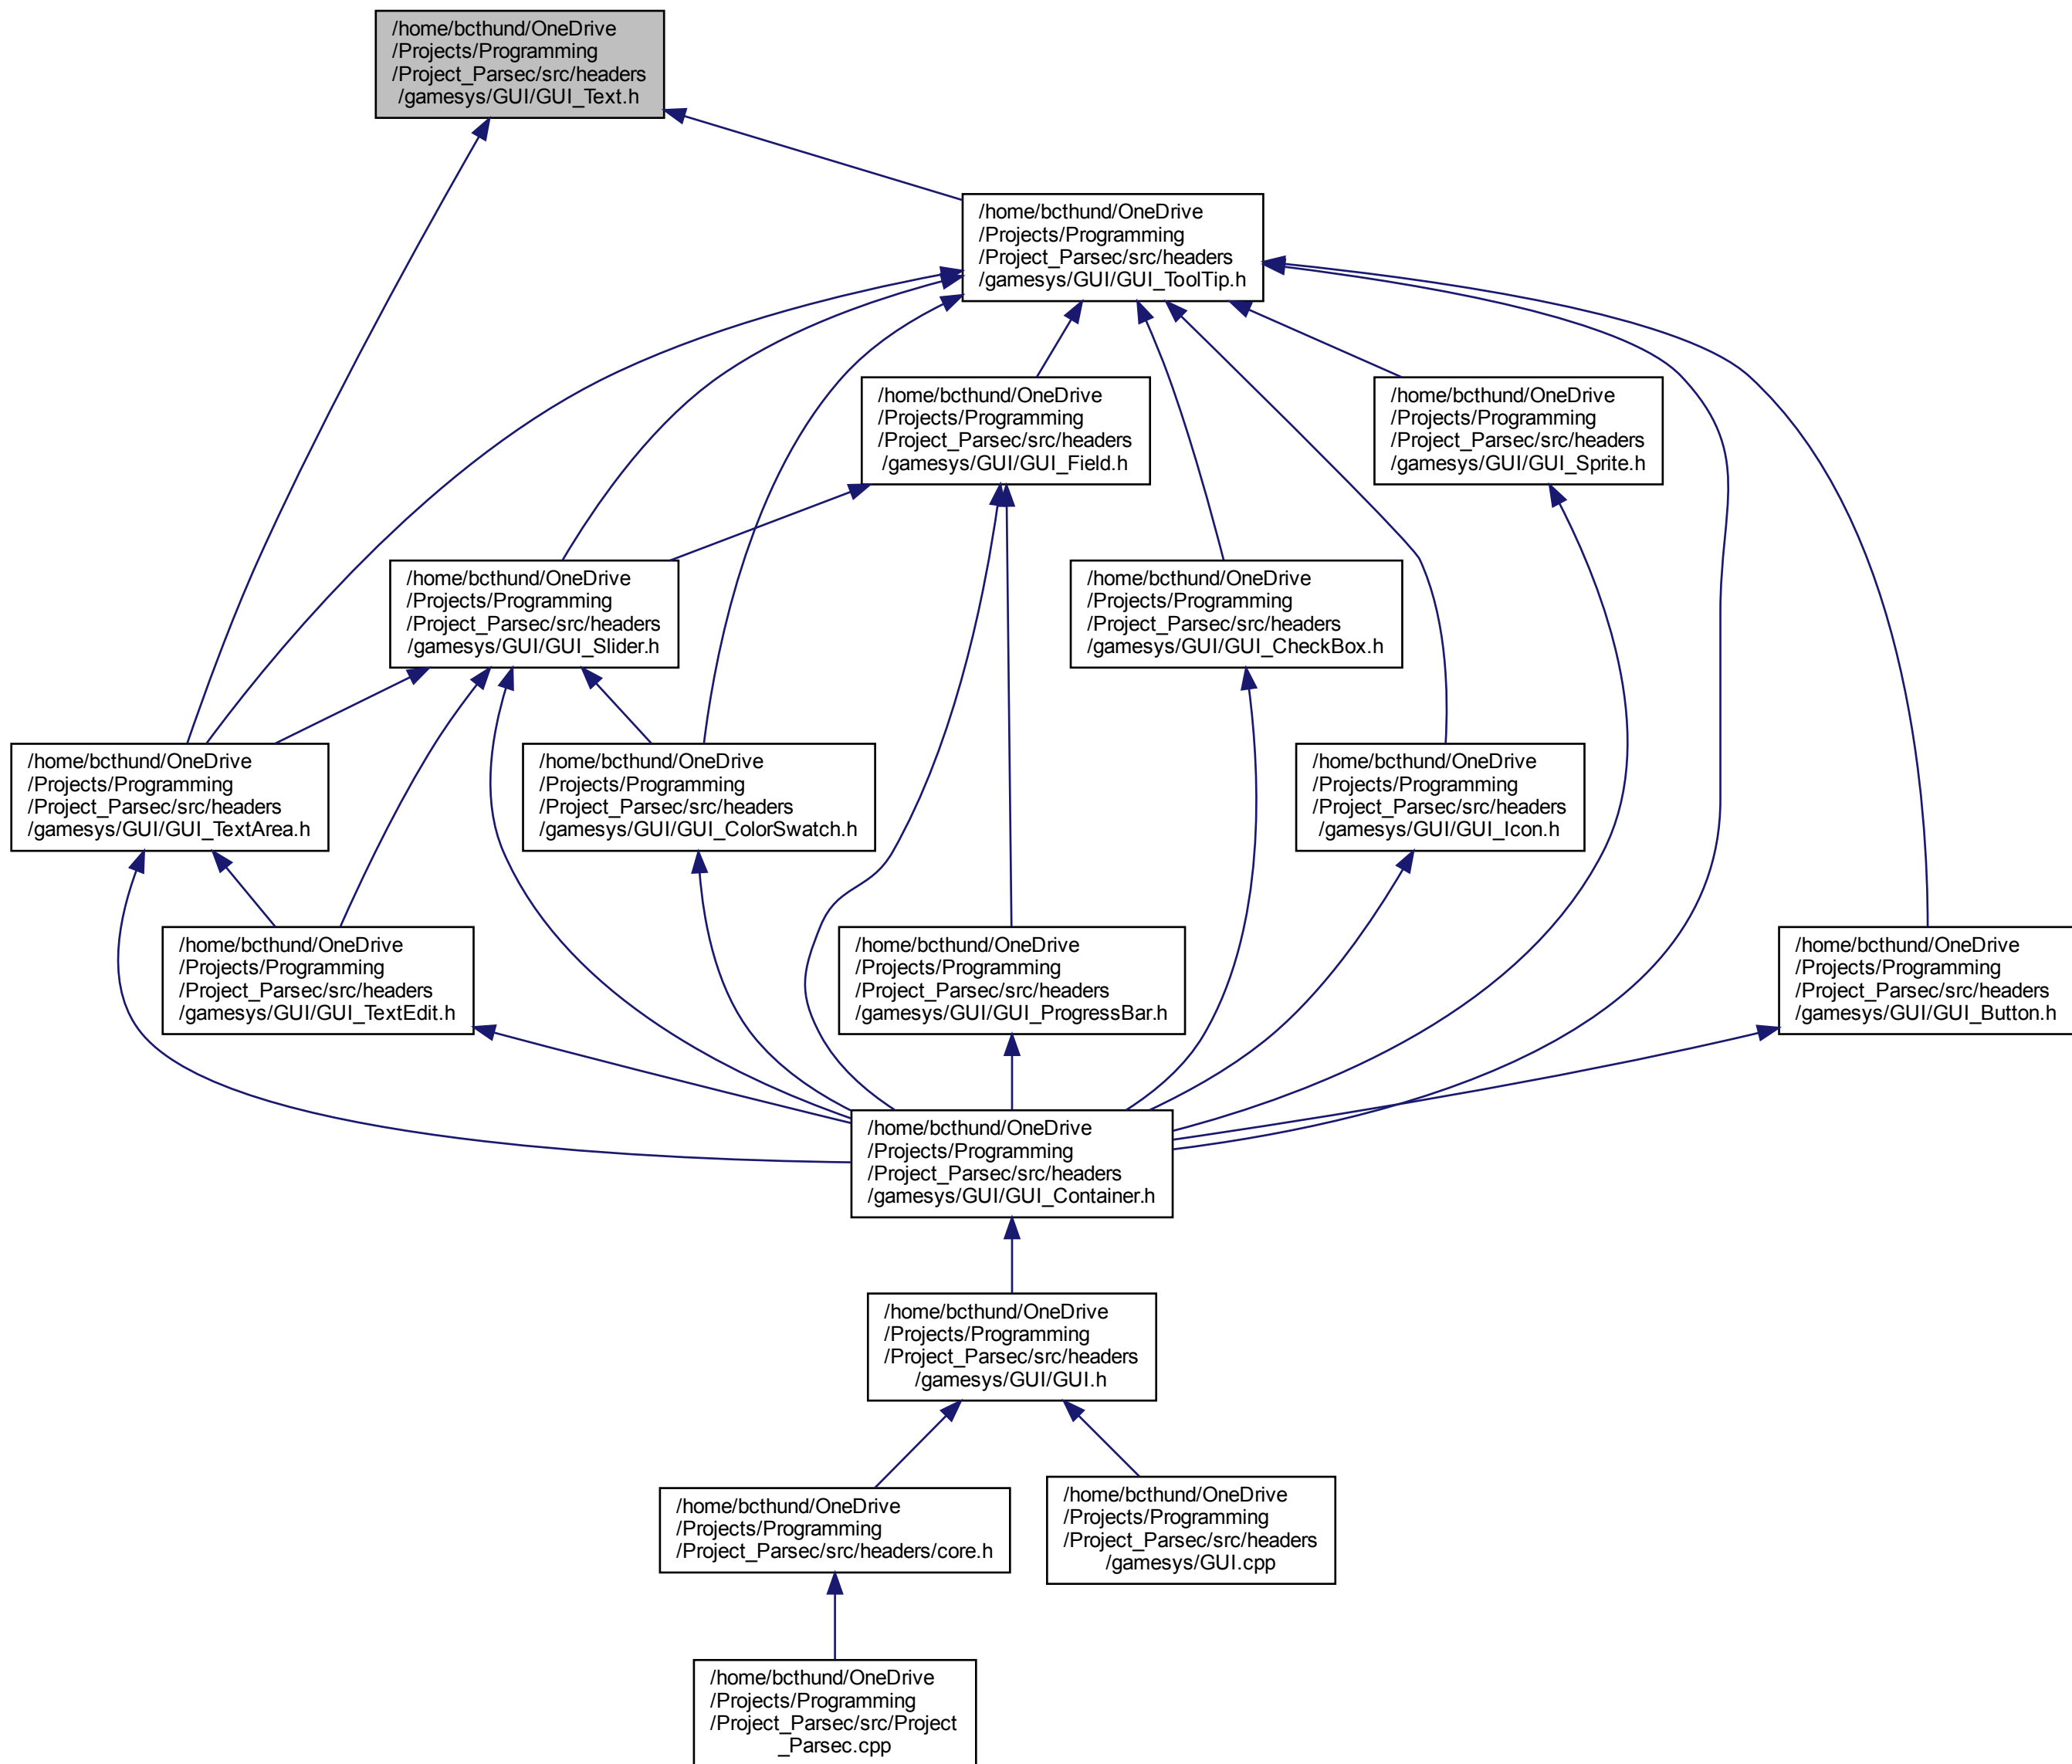 /home/bcthund/OneDrive
/Projects/Programming
/Project_Parsec/src/headers
/gamesys/GUI/GUI_Text.h
/home/bcthund/OneDrive
/Projects/Programming
/Project_Parsec/src/headers
/gamesys/GUI/GUI_ToolTip.h
/home/bcthund/OneDrive
/Projects/Programming
/Project_Parsec/src/headers
/gamesys/GUI/GUI_Field.h
/home/bcthund/OneDrive
/Projects/Programming
/Project_Parsec/src/headers
/gamesys/GUI/GUI_Sprite.h
/home/bcthund/OneDrive
/Projects/Programming
/Project_Parsec/src/headers
/gamesys/GUI/GUI_Slider.h
/home/bcthund/OneDrive
/Projects/Programming
/Project_Parsec/src/headers
/gamesys/GUI/GUI_CheckBox.h
/home/bcthund/OneDrive
/Projects/Programming
/Project_Parsec/src/headers
/gamesys/GUI/GUI_TextArea.h
/home/bcthund/OneDrive
/Projects/Programming
/Project_Parsec/src/headers
/gamesys/GUI/GUI_ColorSwatch.h
/home/bcthund/OneDrive
/Projects/Programming
/Project_Parsec/src/headers
/gamesys/GUI/GUI_Icon.h
/home/bcthund/OneDrive
/Projects/Programming
/Project_Parsec/src/headers
/gamesys/GUI/GUI_TextEdit.h
/home/bcthund/OneDrive
/Projects/Programming
/Project_Parsec/src/headers
/gamesys/GUI/GUI_ProgressBar.h
/home/bcthund/OneDrive
/Projects/Programming
/Project_Parsec/src/headers
/gamesys/GUI/GUI_Button.h
/home/bcthund/OneDrive
/Projects/Programming
/Project_Parsec/src/headers
/gamesys/GUI/GUI_Container.h
/home/bcthund/OneDrive
/Projects/Programming
/Project_Parsec/src/headers
/gamesys/GUI/GUI.h
/home/bcthund/OneDrive
/Projects/Programming
/Project_Parsec/src/headers/core.h
/home/bcthund/OneDrive
/Projects/Programming
/Project_Parsec/src/headers
/gamesys/GUI.cpp
/home/bcthund/OneDrive
/Projects/Programming
/Project_Parsec/src/Project
_Parsec.cpp